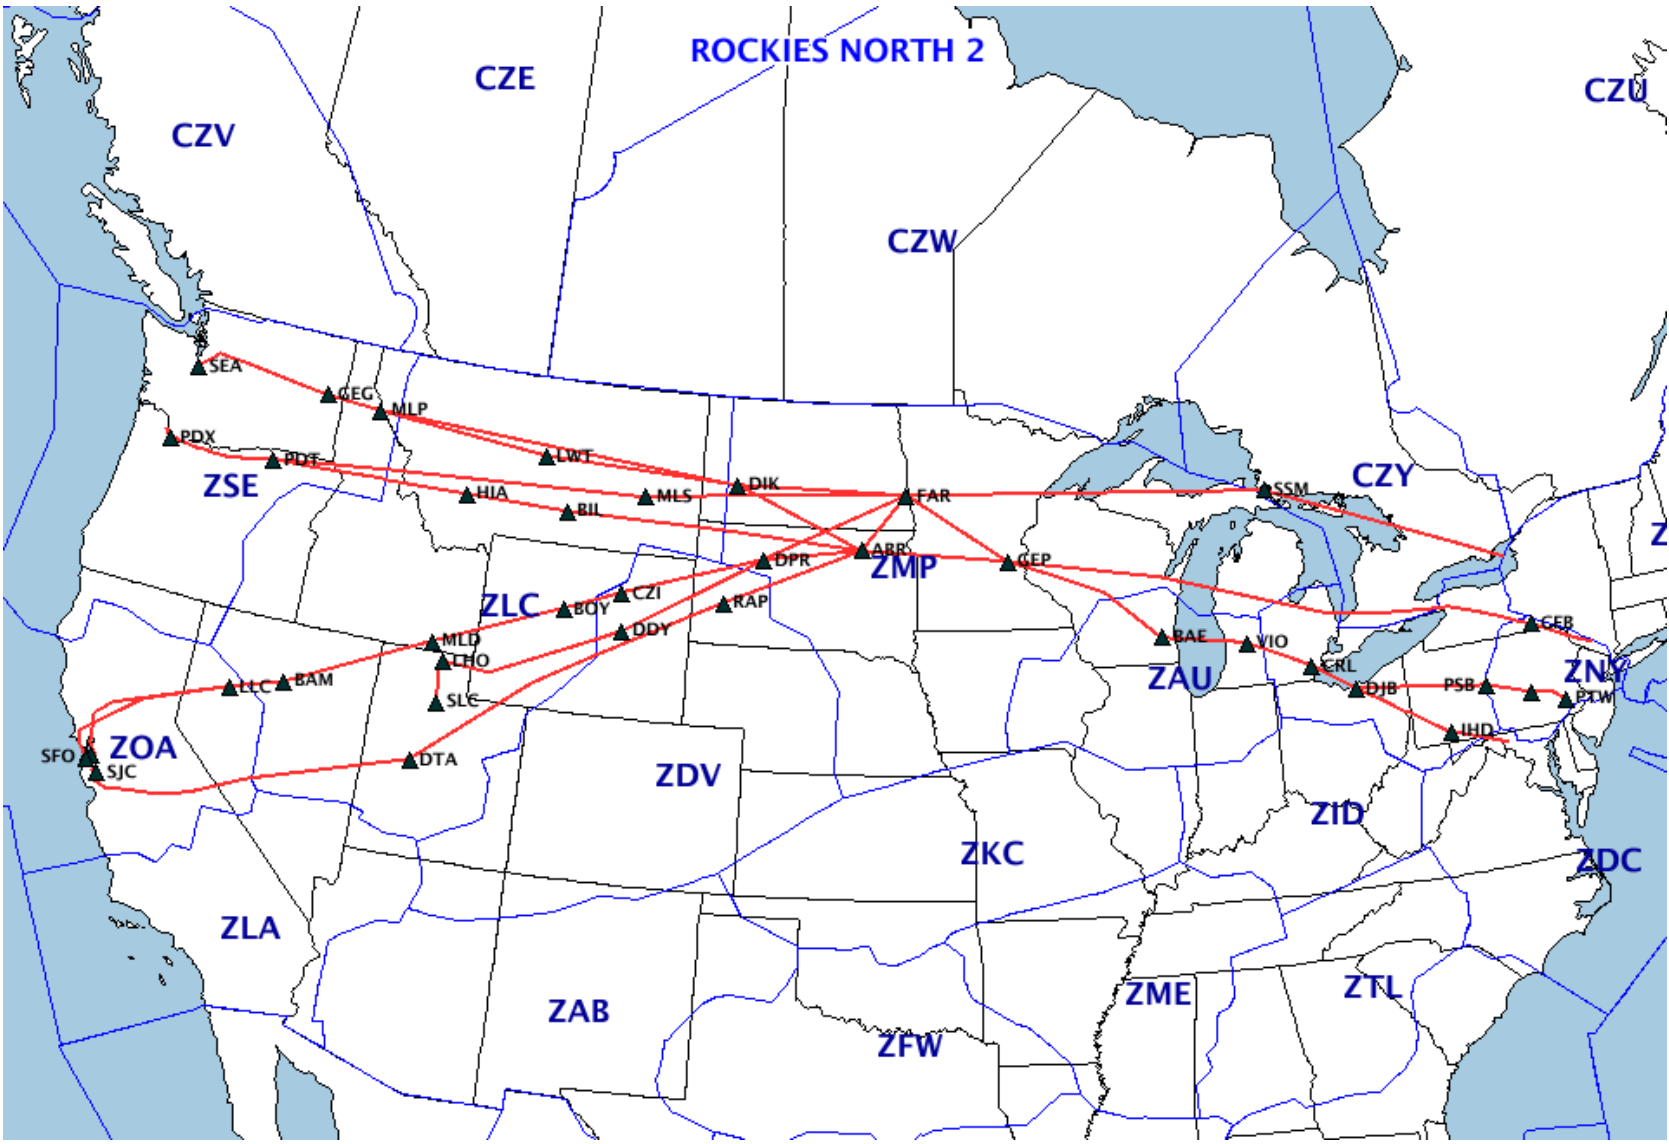 ROCKIES NORTH 2
CZE
CZU
CZV
CZW
SEA
GEG
MLP
PDX
PDT
LWT
DIK
CZY
ZSE
HIA
MLS
FAR
SSM
BIL
ABR
DPR
ZMP
GEP
CZI
ZLC
BOY
RAP
DDY
GFB
MLD
LHO
BAE
VIO
CRL
ZNY
LLC
BAM
SLC
ZAU
DJB
PSB
PTW
IHD
SFO
ZOA
SJC
DTA
ZDV
ZID
ZKC
ZDC
ZLA
ZAB
ZME
ZTL
ZFW